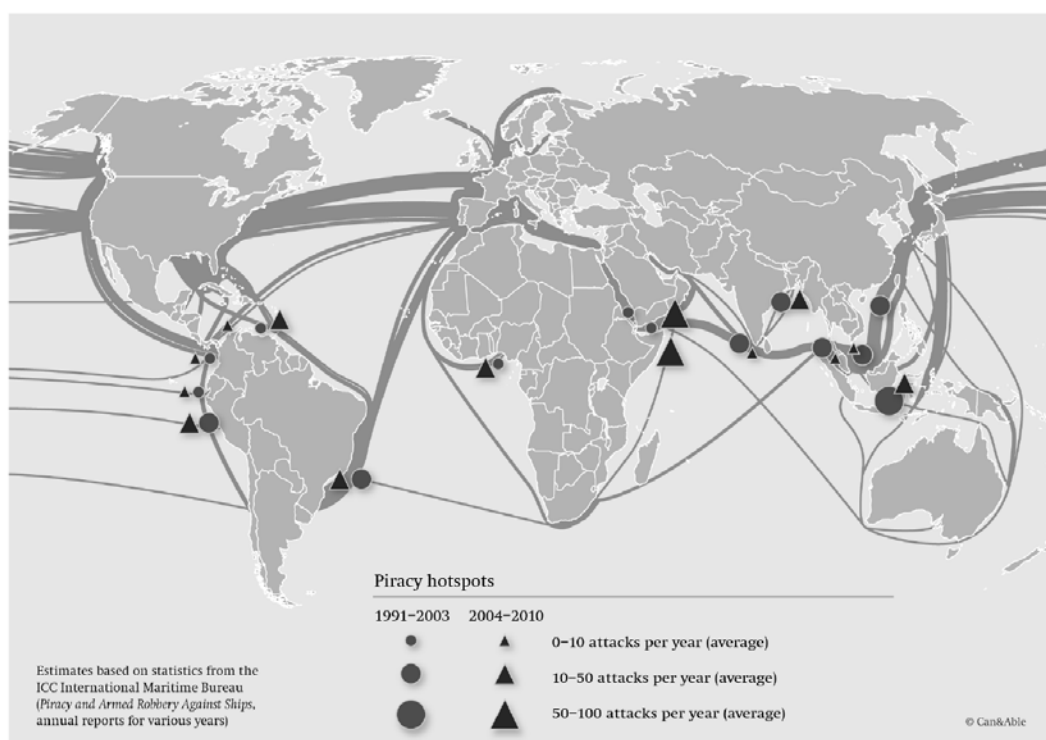 Piracy hotspots
1991–2003 2004–2010
0–10 attacks per year (average)
10–50 attacks per year (average)
50–100 attacks per year (average)
Estimates based on statistics from the
ICC International Maritime Bureau
(Piracy and Armed Robbery Against Ships,
annual reports for various years)
© Can&Able